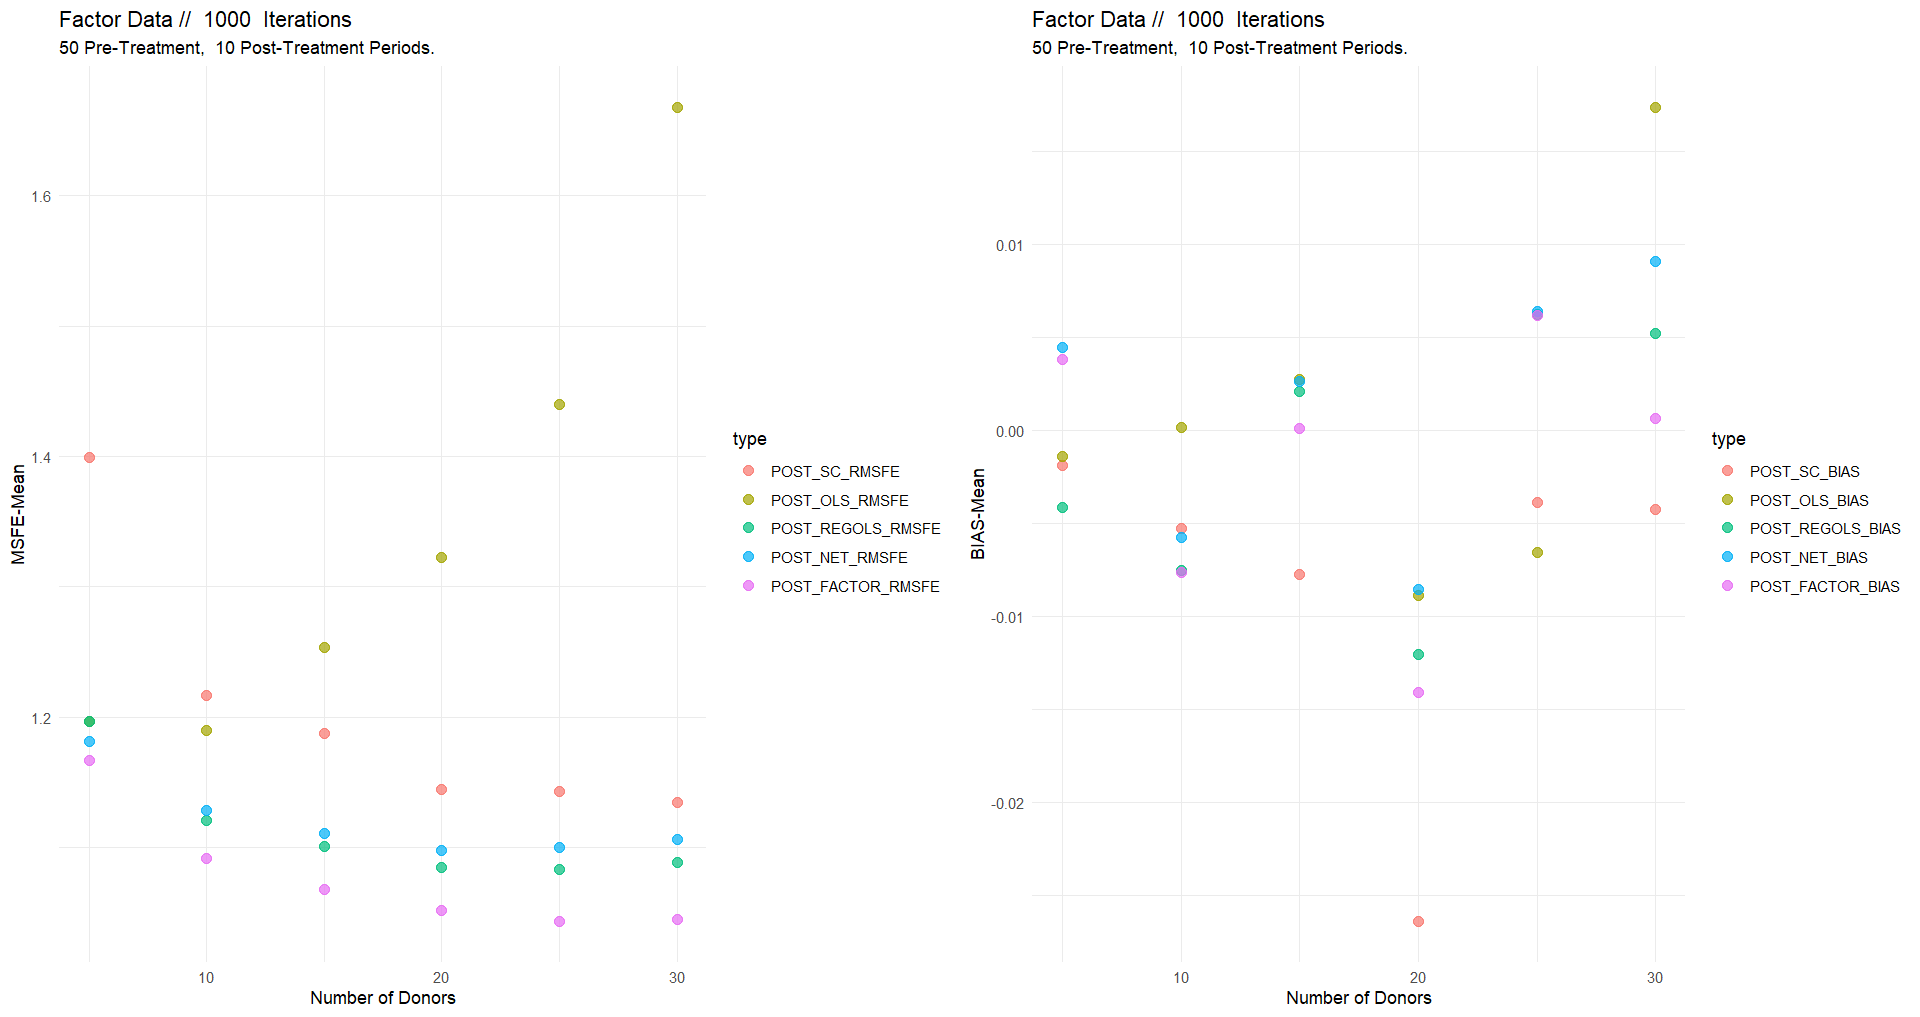 Factor Data //  1000  Iterations
50 Pre-Treatment,  10 Post-Treatment Periods.
MSFE-Mean
1.6
1.4
1.2
10
20
30
Number of Donors
type
POST_SC_RMSFE
POST_OLS_RMSFE
POST_REGOLS_RMSFE
POST_NET_RMSFE
POST_FACTOR_RMSFE
Factor Data //  1000  Iterations
50 Pre-Treatment,  10 Post-Treatment Periods.
BIAS-Mean
0.01
0.00
-0.01
-0.02
10
20
30
Number of Donors
type
POST_SC_BIAS
POST_OLS_BIAS
POST_REGOLS_BIAS
POST_NET_BIAS
POST_FACTOR_BIAS